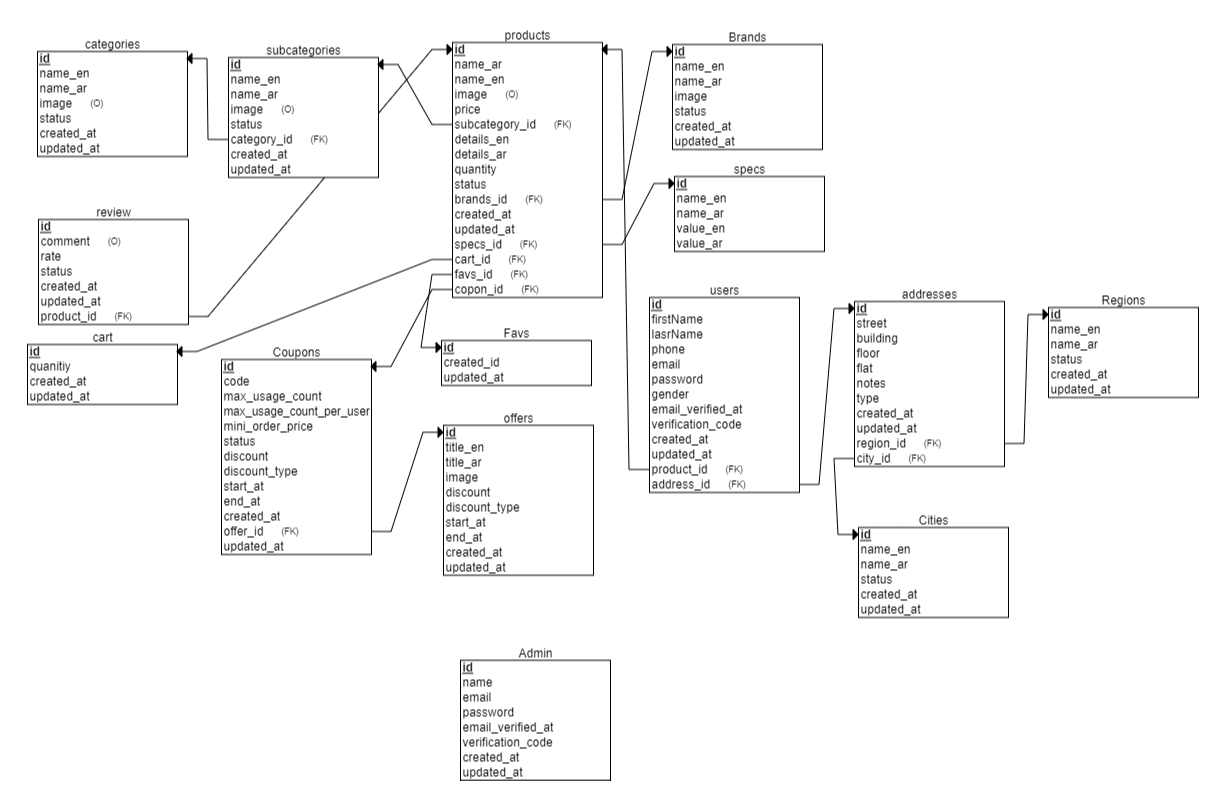 categories
id
name_en
name_ar
image (O)
status
created_at
updated_at
subcategories
id
name_en
name_ar
image (O)
status
category_id (FK)
created_at
updated_at
products
id
name_ar
name_en
image (O)
price
subcategory_id (FK)
details_en
details_ar
quantity
status
brands_id (FK)
created_at
updated_at
specs_id (FK)
cart_id (FK)
favs_id (FK)
copon_id (FK)
Brands
id
name_en
name_ar
image
status
created_at
updated_at
specs
id
name_en
name_ar
value_en
value_ar
review
id
comment (O)
rate
status
created_at
updated_at
product_id (FK)
cart
id
quanitiy
created_at
updated_at
Coupons
id
code
max_usage_count
max_usage_count_per_user
mini_order_price
status
discount
discount_type
start_at
end_at
created_at
offer_id (FK)
updated_at
Favs
id
created_id
updated_at
offers
id
title_en
title_ar
image
discount
discount_type
start_at
end_at
created_at
updated_at
users
id
firstName
lasrName
phone
email
password
gender
email_verified_at
verification_code
created_at
updated_at
product_id (FK)
address_id (FK)
addresses
id
street
building
floor
flat
notes
type
created_at
updated_at
region_id (FK)
city_id (FK)
Regions
id
name_en
name_ar
status
created_at
updated_at
Cities
id
name_en
name_ar
status
created_at
updated_at
Admin
id
name
email
password
email_verified_at
verification_code
created_at
updated_at